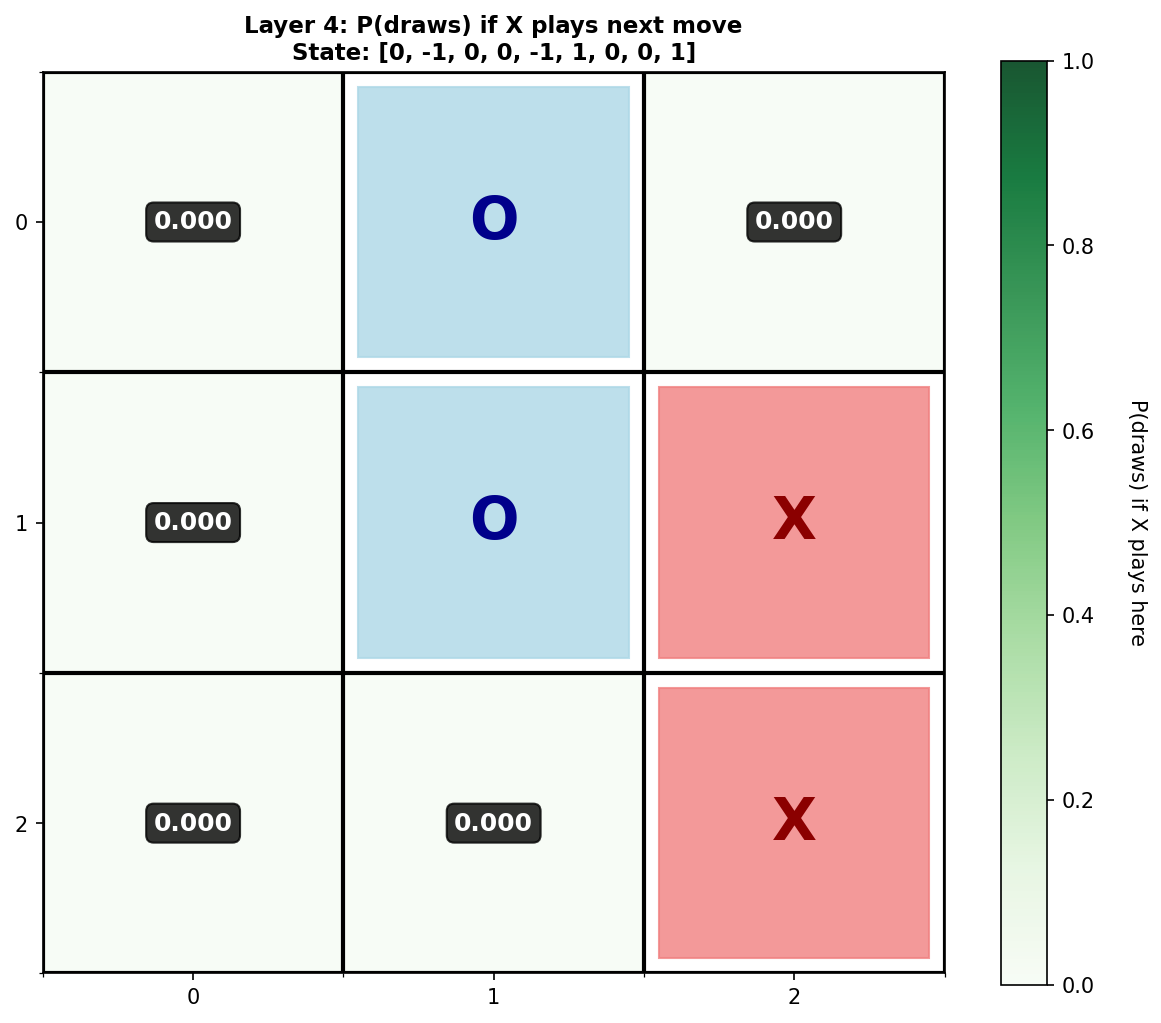 Layer 4: P(draws) if X plays next move
State: [0, -1, 0, 0, -1, 1, 0, 0, 1]
0.000
O
0.000
0.000
O
X
0.000
0.000
X
0
1
2
0
1
2
1.0
0.8
0.6
0.4
0.2
0.0
P(draws) if X plays here